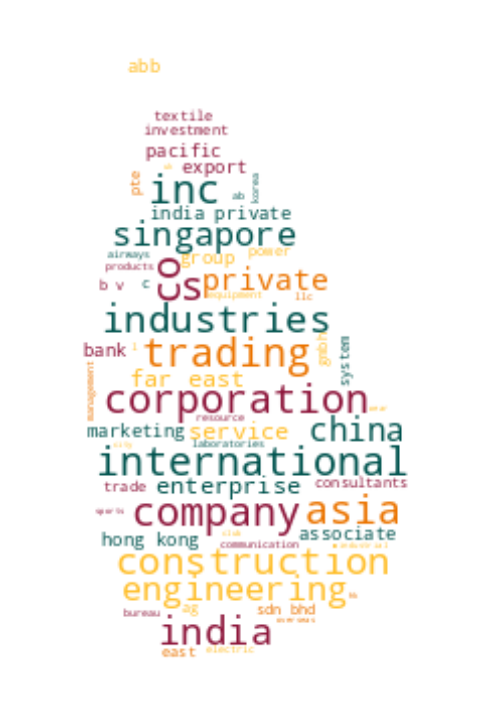 abb
textile
investment
pacific
export
pte
inc
ab
korea
india private
singapore
airways
group
power
products
co
b v
c
s
private
equipment
llc
industries
bank
trading
gmbh
system
far east
management
corporation
resource
marketing
service
china
laboratories
international
trade
enterprise
consultants
sports
company
asia
hong kong
associate
communication
construction
engineering
bureau
ag
sdn bhd
overseas
india
east
electric